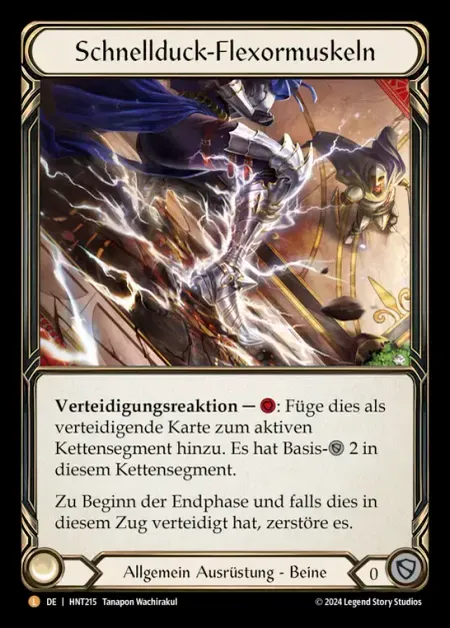 Schnellduck-Flexormuskeln
Verteidigungsreaktion — : Füge dies als
verteidigende Karte zum aktiven
Kettensegment hinzu. Es hat Basis- 2 in
diesem Kettensegment.
Zu Beginn der Endphase und falls dies in
diesem Zug verteidigt hat, zerstöre es.
Allgemein Ausrüstung - Beine
0
L DE | HNT215 Tanapon Wachirakul
© 2024 Legend Story Studios